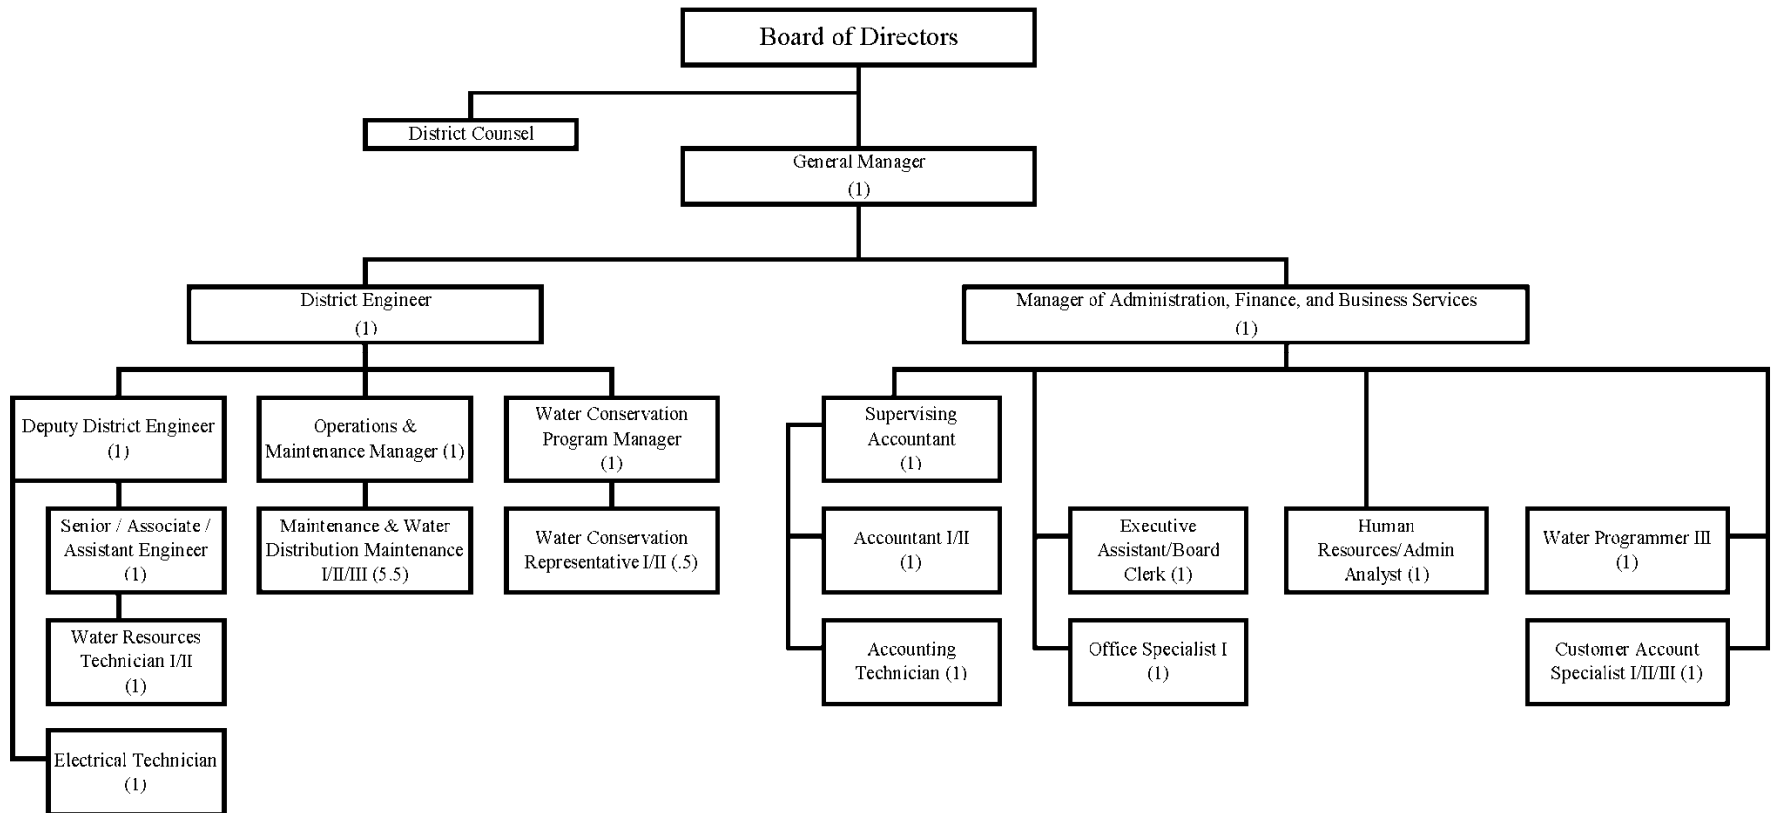 Board of Directors
District Counsel
General Manager
(1)
District Engineer
(1)
Manager of Administration, Finance, and Business Services
(1)
Deputy District Engineer
(1)
Operations &
Maintenance Manager (1)
Water Conservation
Program Manager
(1)
Supervising
Accountant
(1)
Senior / Associate /
Assistant Engineer
(1)
Maintenance & Water
Distribution Maintenance
I/II/III (5.5)
Water Conservation
Representative I/II (.5)
Accountant I/II
(1)
Executive
Assistant/Board
Clerk (1)
Human
Resources/Admin
Analyst (1)
Water Programmer III
(1)
Water Resources
Technician I/II
(1)
Accounting
Technician (1)
Office Specialist I
(1)
Customer Account
Specialist I/II/III (1)
Electrical Technician
(1)